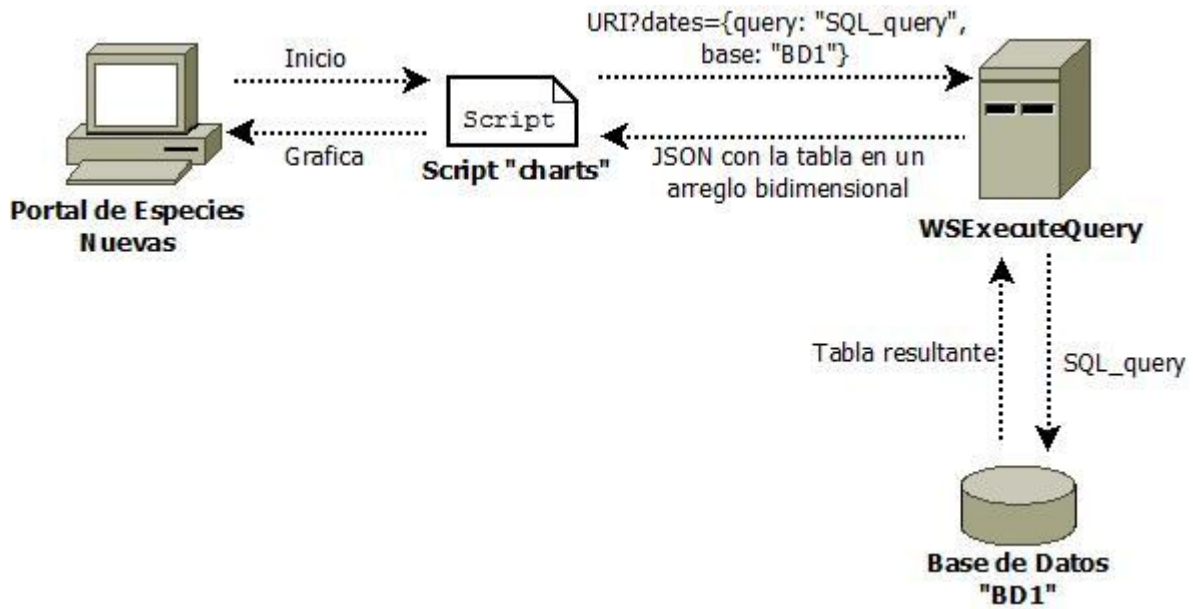 URI?dates={query: "SQL_query",
base: "BD1"}
Inicio
Script
Grafica
Script "charts"
JSON con la tabla en un
arreglo bidimensional
Portal de Especies
Nuevas
WSExecuteQuery
Tabla resultante
SQL_query
Base de Datos
"BD1"